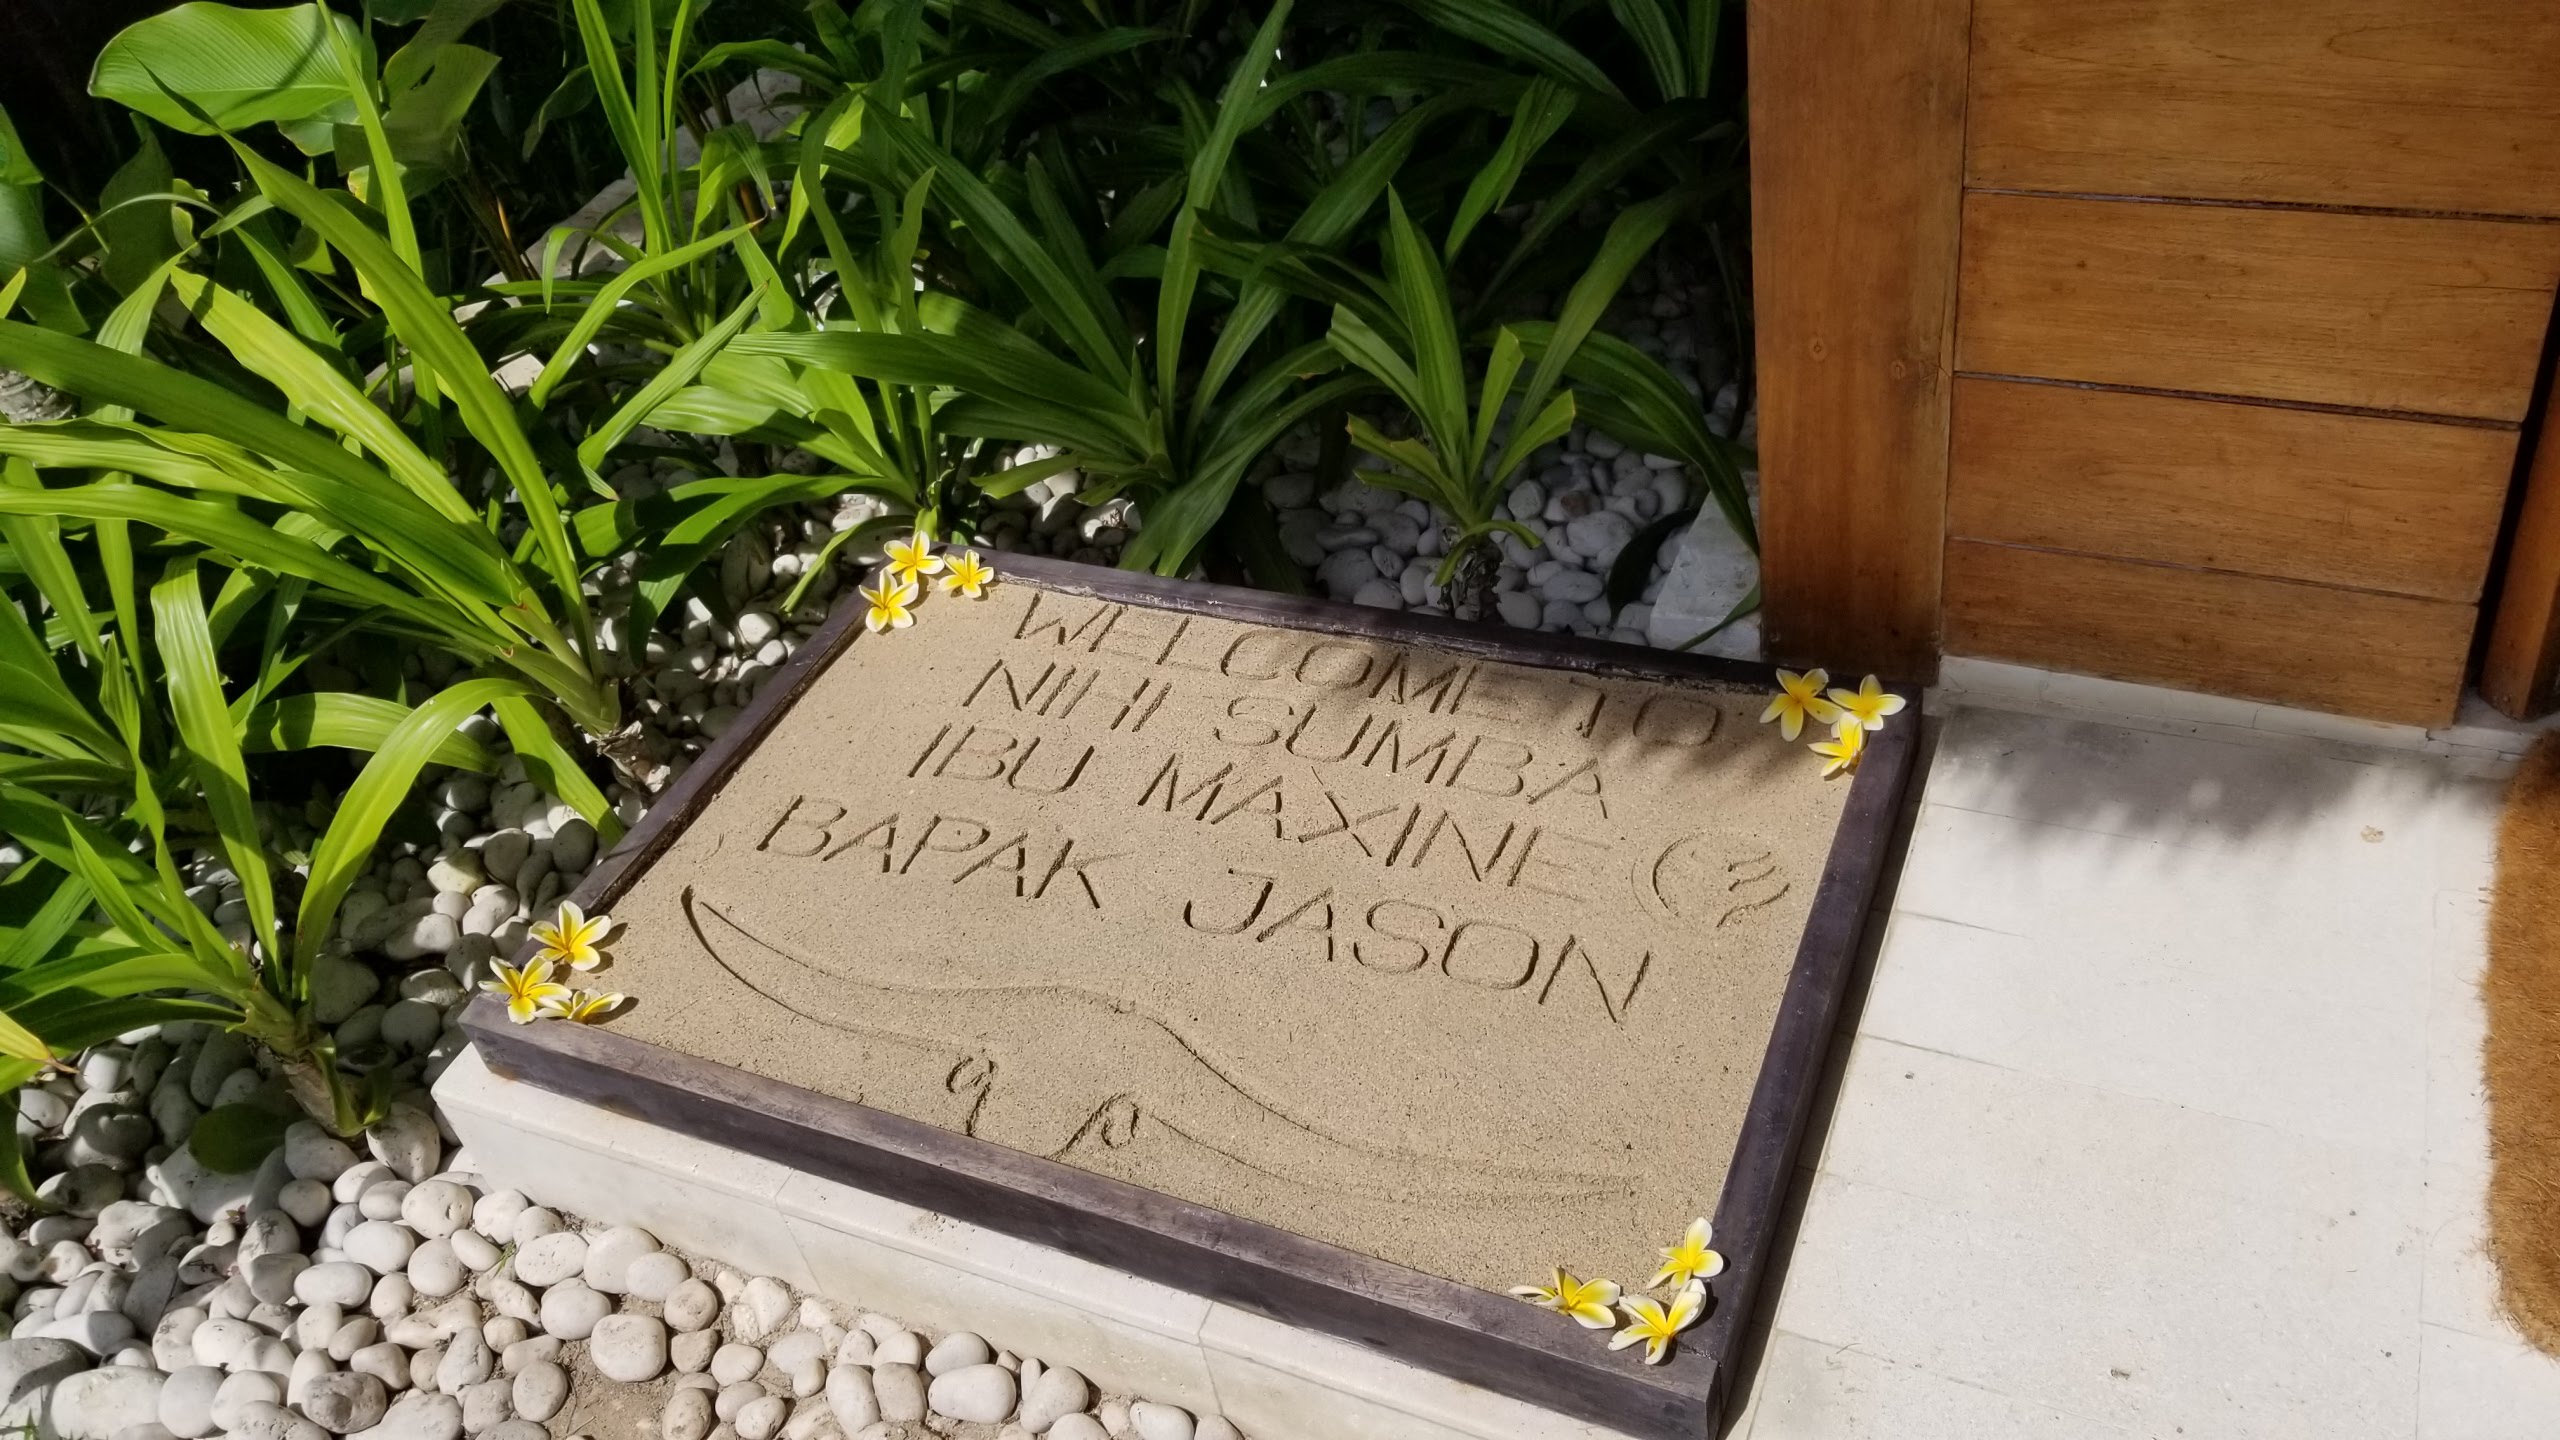 WELCOME TO
NIHI SUMBA
IBU MAXINE
BAPAK JASON